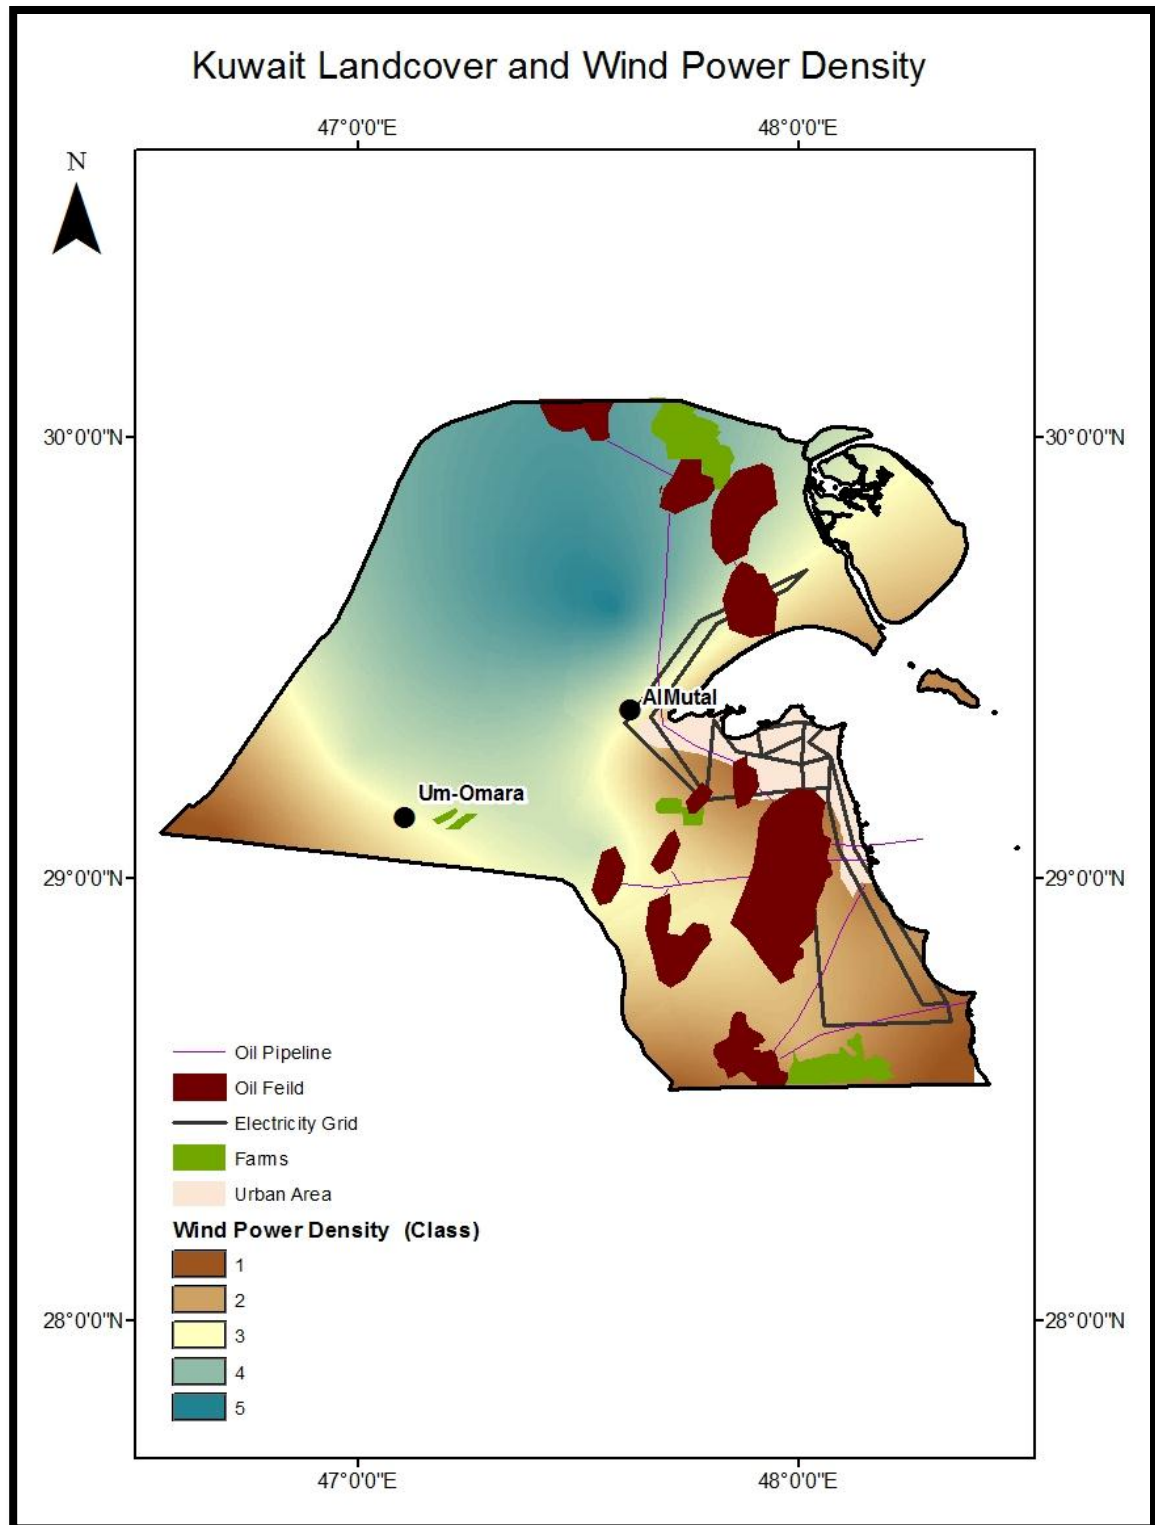 Kuwait Landcover and Wind Power Density
47°0'0"E
48°0'0"E
N
30°0'0"N
30°0'0"N
AlMutal
Um-Omara
29°0'0"N
29°0'0"N
Oil Pipeline
Oil Feild
Electricity Grid
Farms
Urban Area
Wind Power Density (Class)
1
2
3
4
5
28°0'0"N
28°0'0"N
47°0'0"E
48°0'0"E